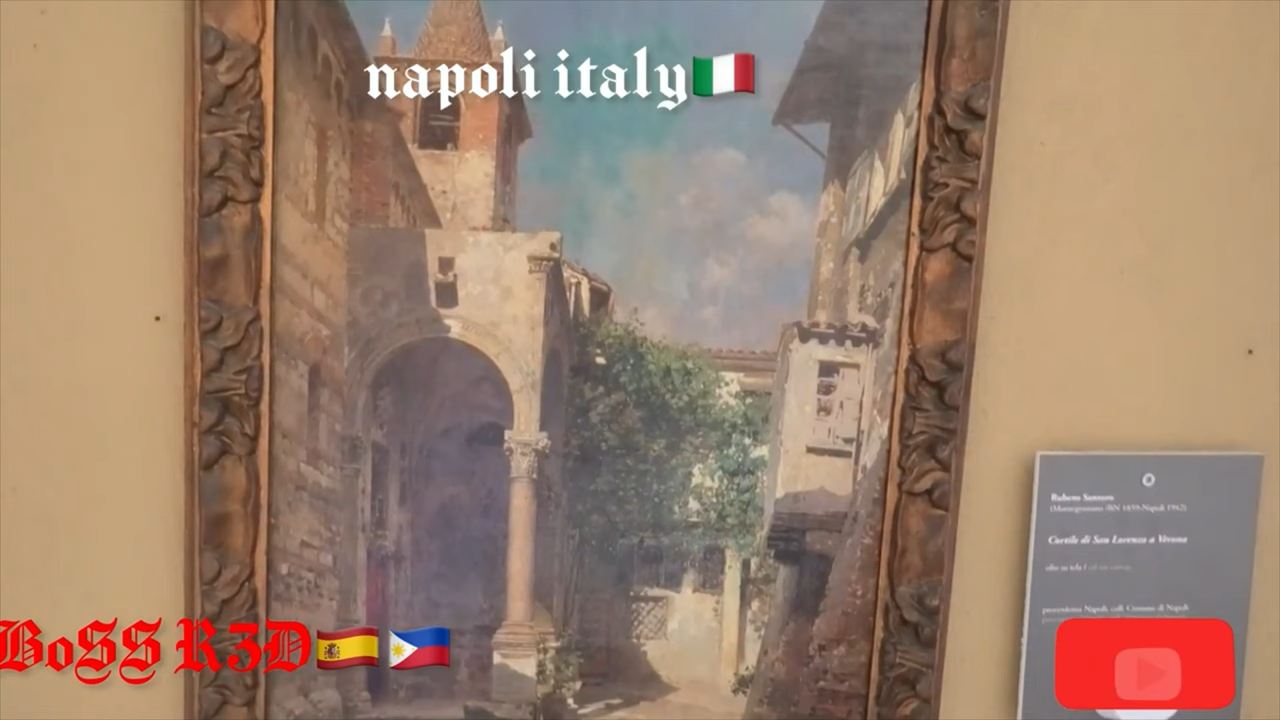 napoli italy🇮🇹
Rubens Santoro
Cortile di San Lorenzo a Verona
olio su tela /
provenienza Napoli, coll. Comune di Napoli
BoSS R3D🇪🇸🇵🇭